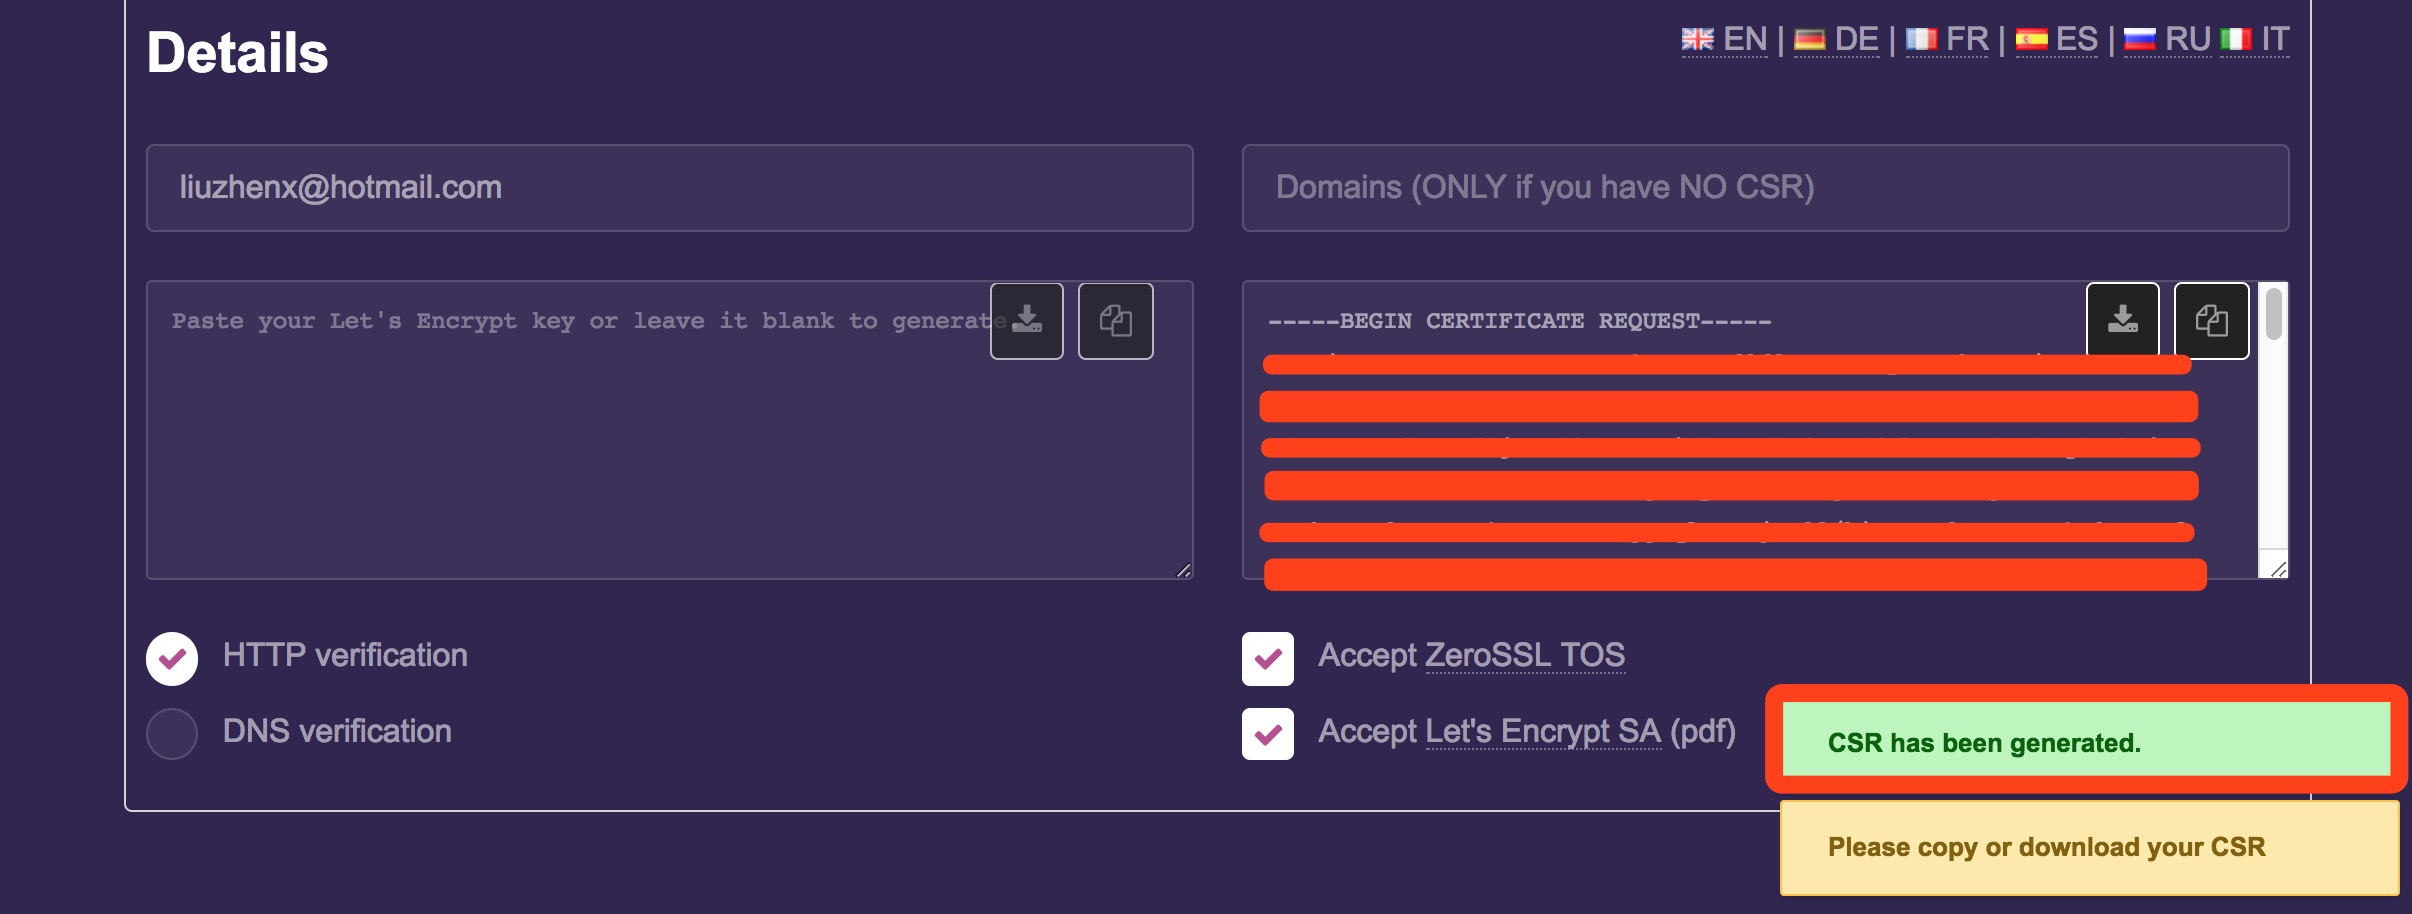 Details
EN | DE | FR | ES | RU IT
liuzhenx@hotmail.com
Domains (ONLY if you have NO CSR)
Paste your Let's Encrypt key or leave it blank to generate
-----BEGIN CERTIFICATE REQUEST-----
HTTP verification
Accept ZeroSSL TOS
DNS verification
Accept Let's Encrypt SA (pdf)
CSR has been generated.
Please copy or download your CSR